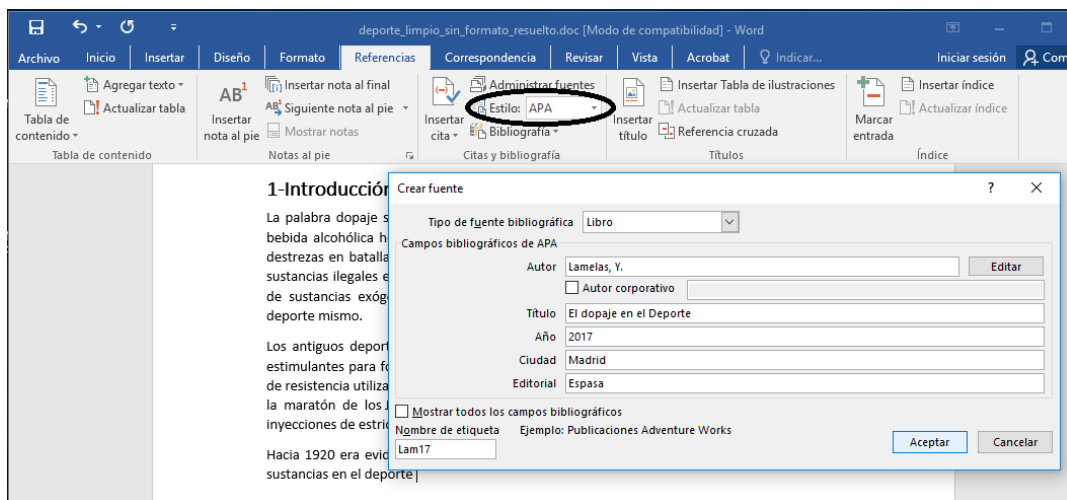 deporte_limpio_sin_formato_resuelto.doc [Modo de compatibilidad] - Word
Archivo Inicio Insertar Diseño Formato Referencias Correspondencia Revisar Vista Acrobat Indicar... Iniciar sesión Com
Tabla de
contenido
Agregar texto
Actualizar tabla
Tabla de contenido
AB1
Insertar
nota al pie
Insertar nota al final
AB1 Siguiente nota al pie
Mostrar notas
Notas al pie
Insertar
cita
Administrar fuentes
Estilo: APA
Bibliografía
Citas y bibliografía
Insertar
título
Insertar Tabla de ilustraciones
Actualizar tabla
Referencia cruzada
Títulos
Marcar
entrada
Insertar índice
Actualizar índice
Índice
1-Introducción
La palabra dopaje s
bebida alcohólica h
destrezas en batalla
sustancias ilegales e
de sustancias exóg
deporte mismo.
Los antiguos deport
estimulantes para fo
de resistencia utiliza
la maratón de los J
inyecciones de estric
Hacia 1920 era evid
sustancias en el deporte
Crear fuente ?
Tipo de fuente bibliográfica Libro
Campos bibliográficos de APA
Autor Lamelas, Y. Editar
Autor corporativo
Título El dopaje en el Deporte
Año 2017
Ciudad Madrid
Editorial Espasa
Mostrar todos los campos bibliográficos
Nombre de etiqueta Ejemplo: Publicaciones Adventure Works
Lam17
Aceptar Cancelar